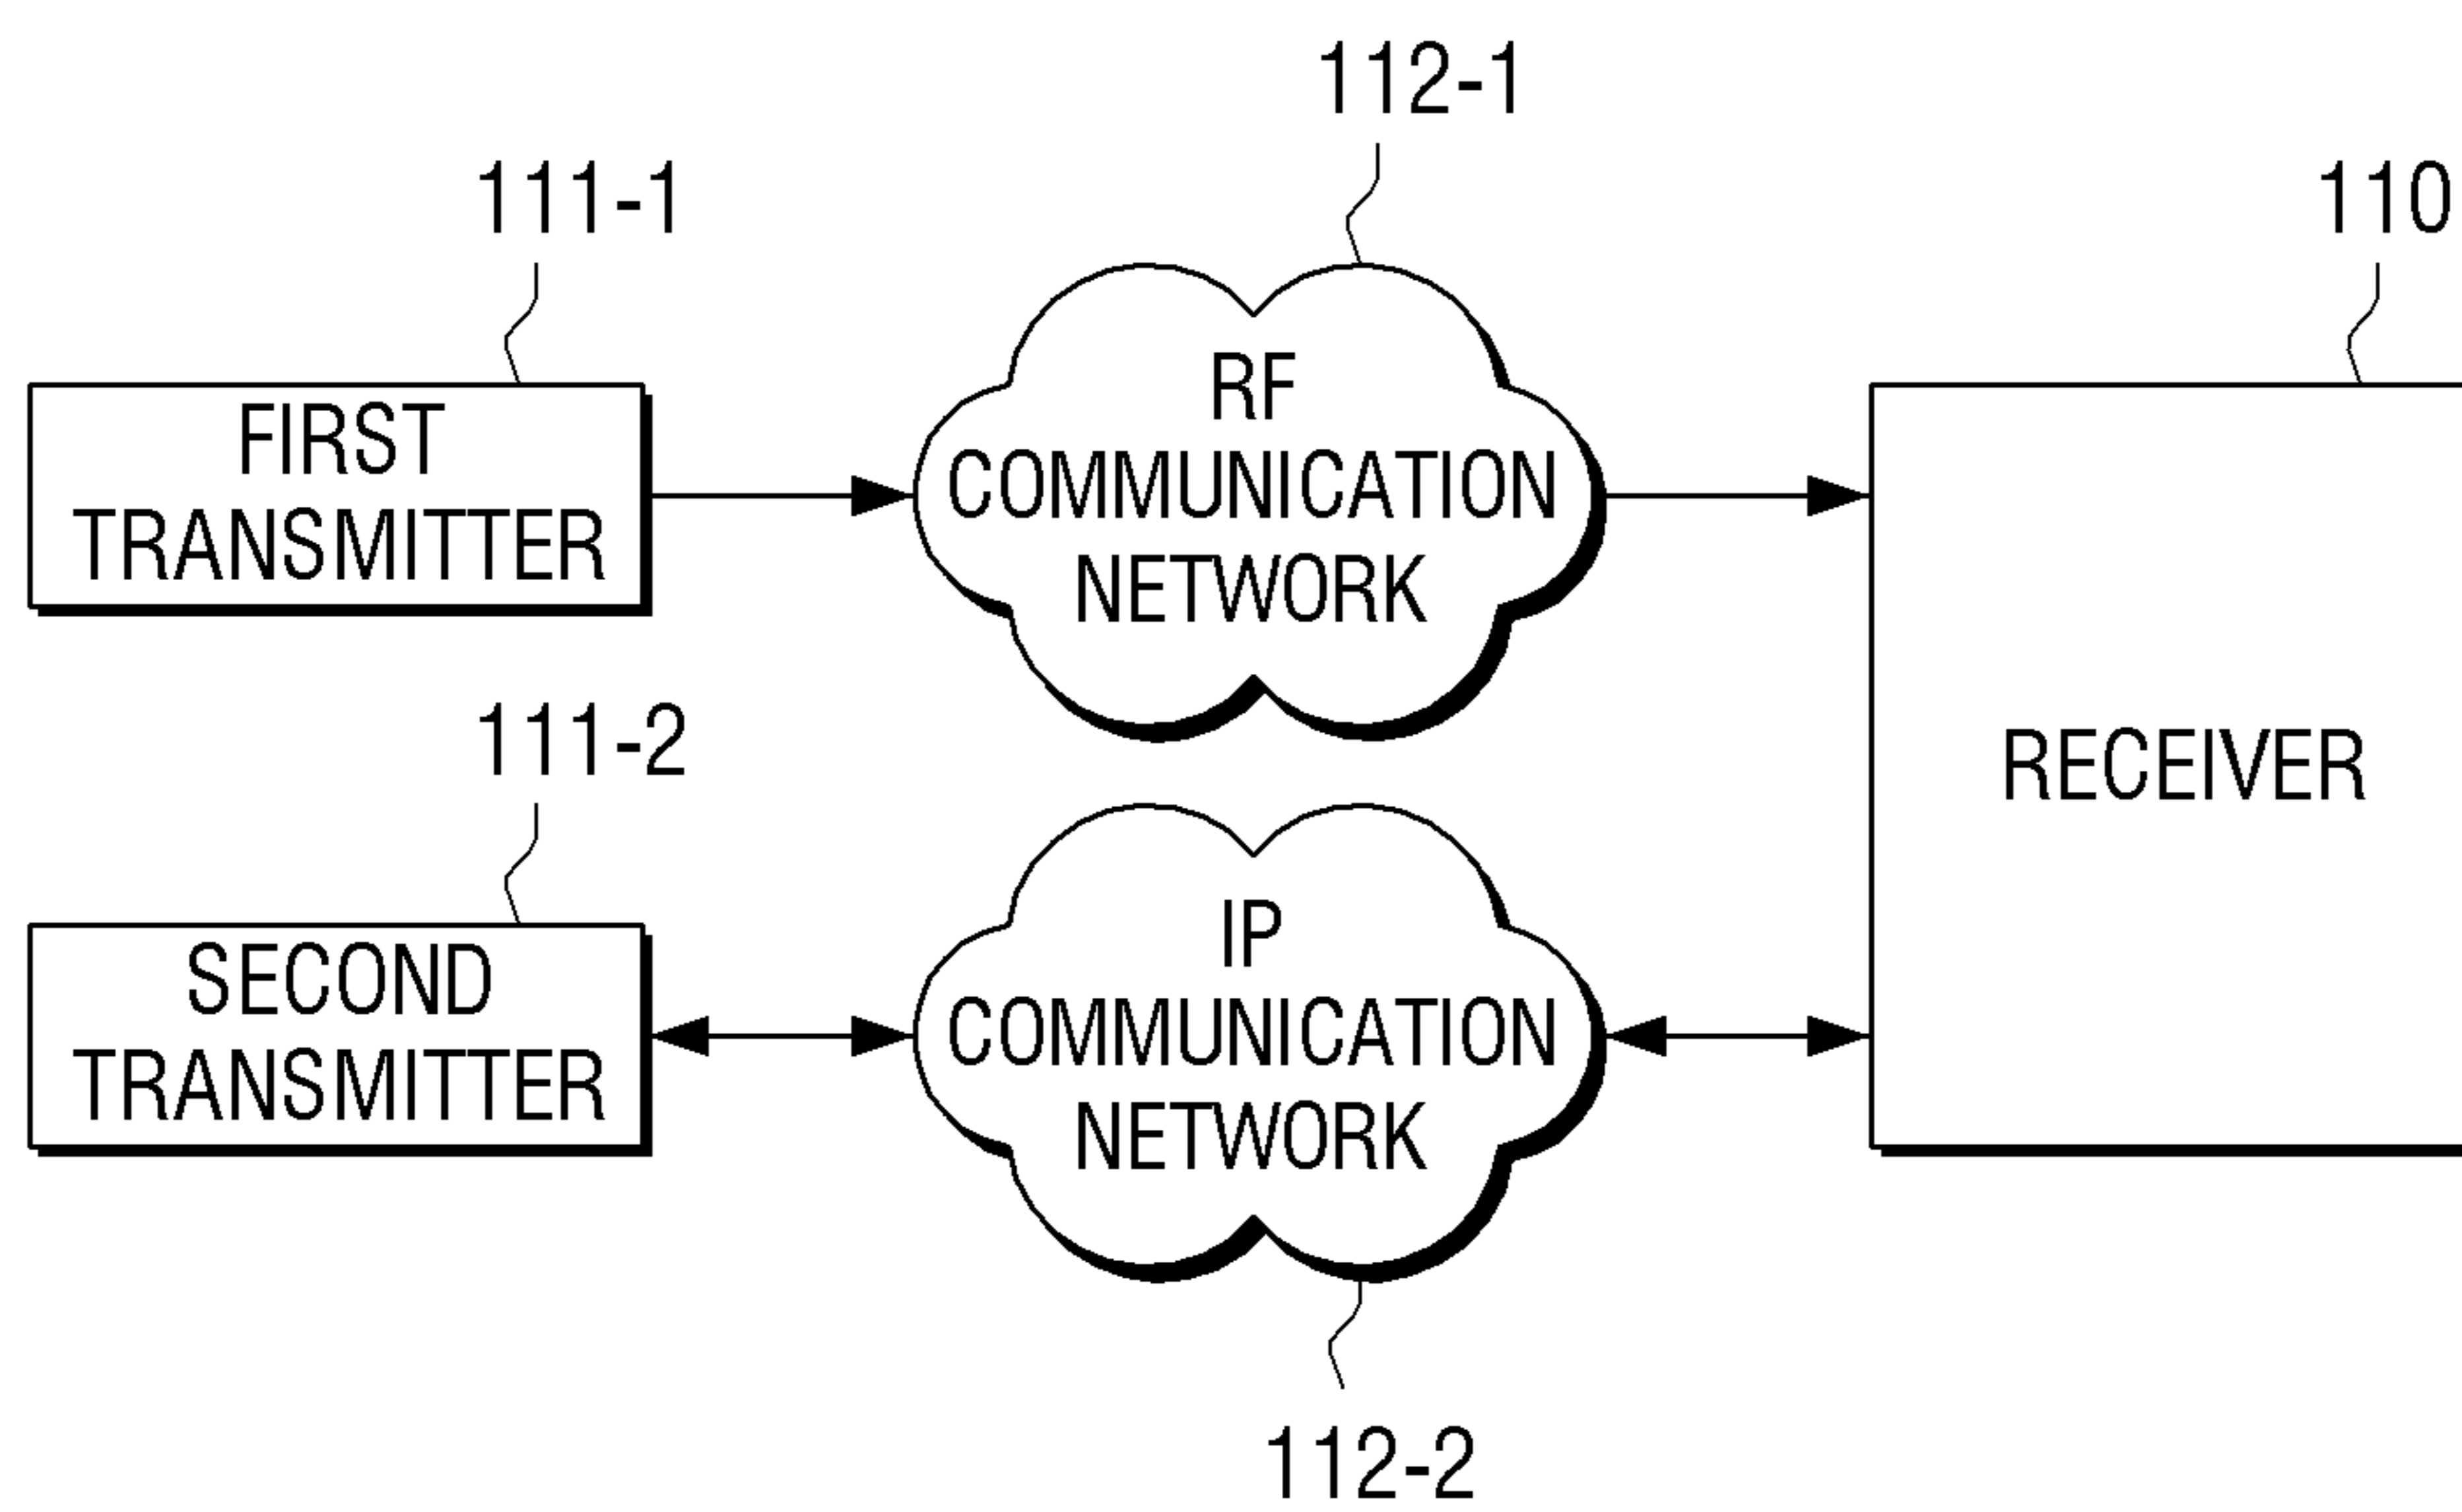 112-1
111-1
110
FIRST
TRANSMITTER
RF
COMMUNICATION
NETWORK
RECEIVER
111-2
SECOND
TRANSMITTER
IP
COMMUNICATION
NETWORK
112-2